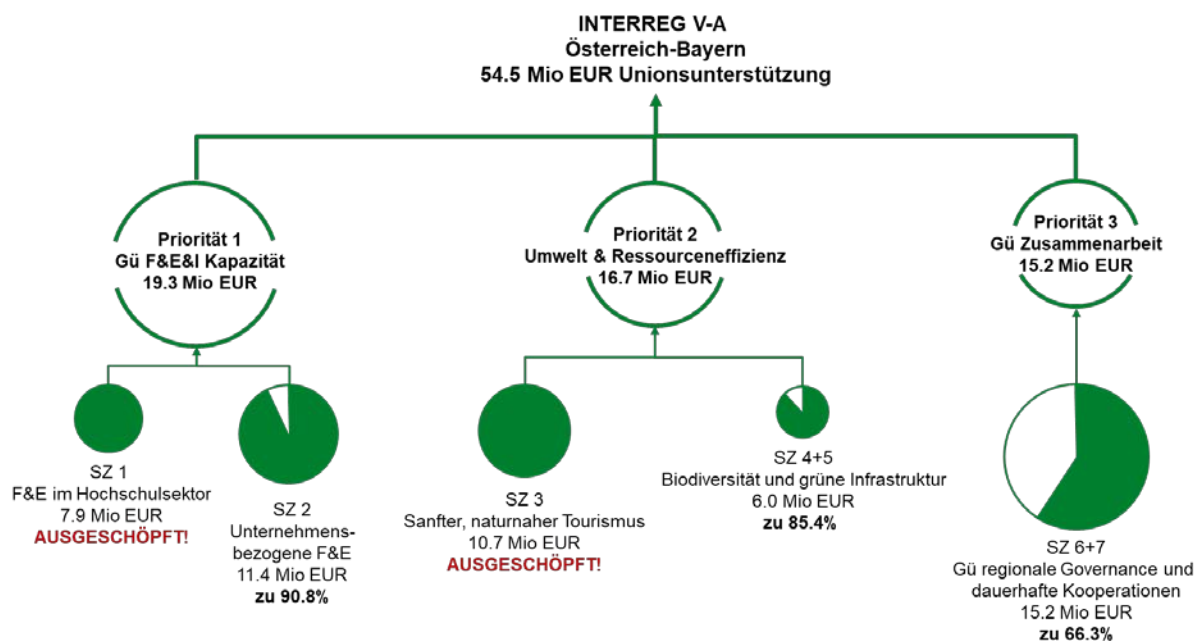 INTERREG V-A
Österreich-Bayern
54.5 Mio EUR Unionsunterstützung
Priorität 1
Gü F&E&I Kapazität
19.3 Mio EUR
Priorität 2
Umwelt & Ressourceneffizienz
16.7 Mio EUR
Priorität 3
Gü Zusammenarbeit
15.2 Mio EUR
SZ 1
F&E im Hochschulsektor
7.9 Mio EUR
AUSGESCHÖPFT!
SZ 2
Unternehmens-
bezogene F&E
11.4 Mio EUR
zu 90.8%
SZ 3
Sanfter, naturnaher Tourismus
10.7 Mio EUR
AUSGESCHÖPFT!
SZ 4+5
Biodiversität und grüne Infrastruktur
6.0 Mio EUR
zu 85.4%
SZ 6+7
Gü regionale Governance und
dauerhafte Kooperationen
15.2 Mio EUR
zu 66.3%